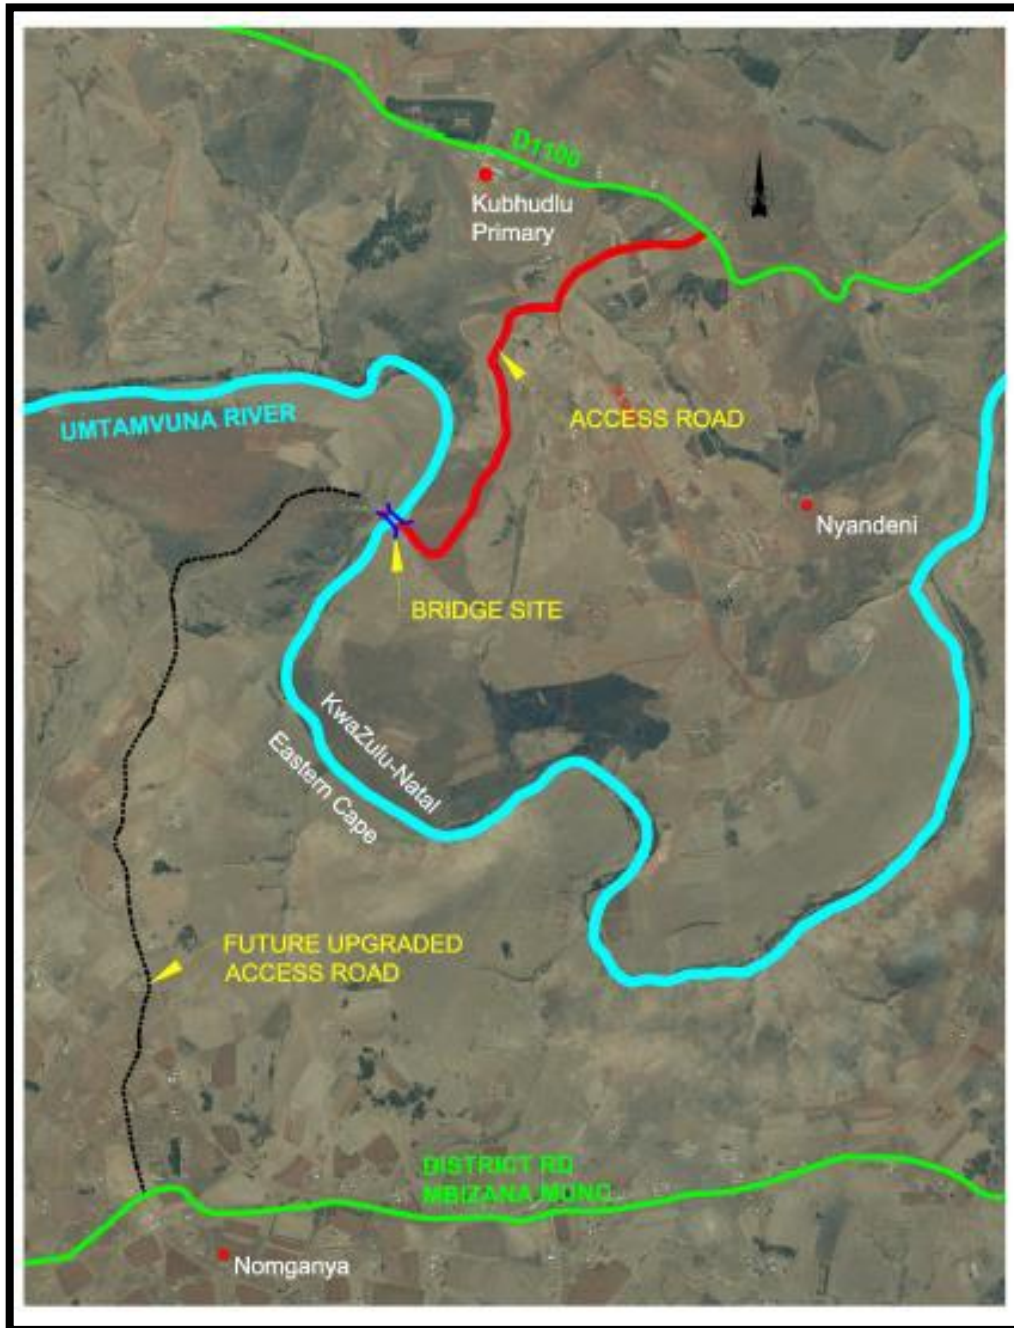 D1100
Kubhudlu
Primary
ACCESS ROAD
UMTAMVUNA RIVER
Nyandeni
BRIDGE SITE
KwaZulu-Natal
Eastern Cape
FUTURE UPGRADED
ACCESS ROAD
DISTRICT RD
MBIZANA MUNC
Nomganya